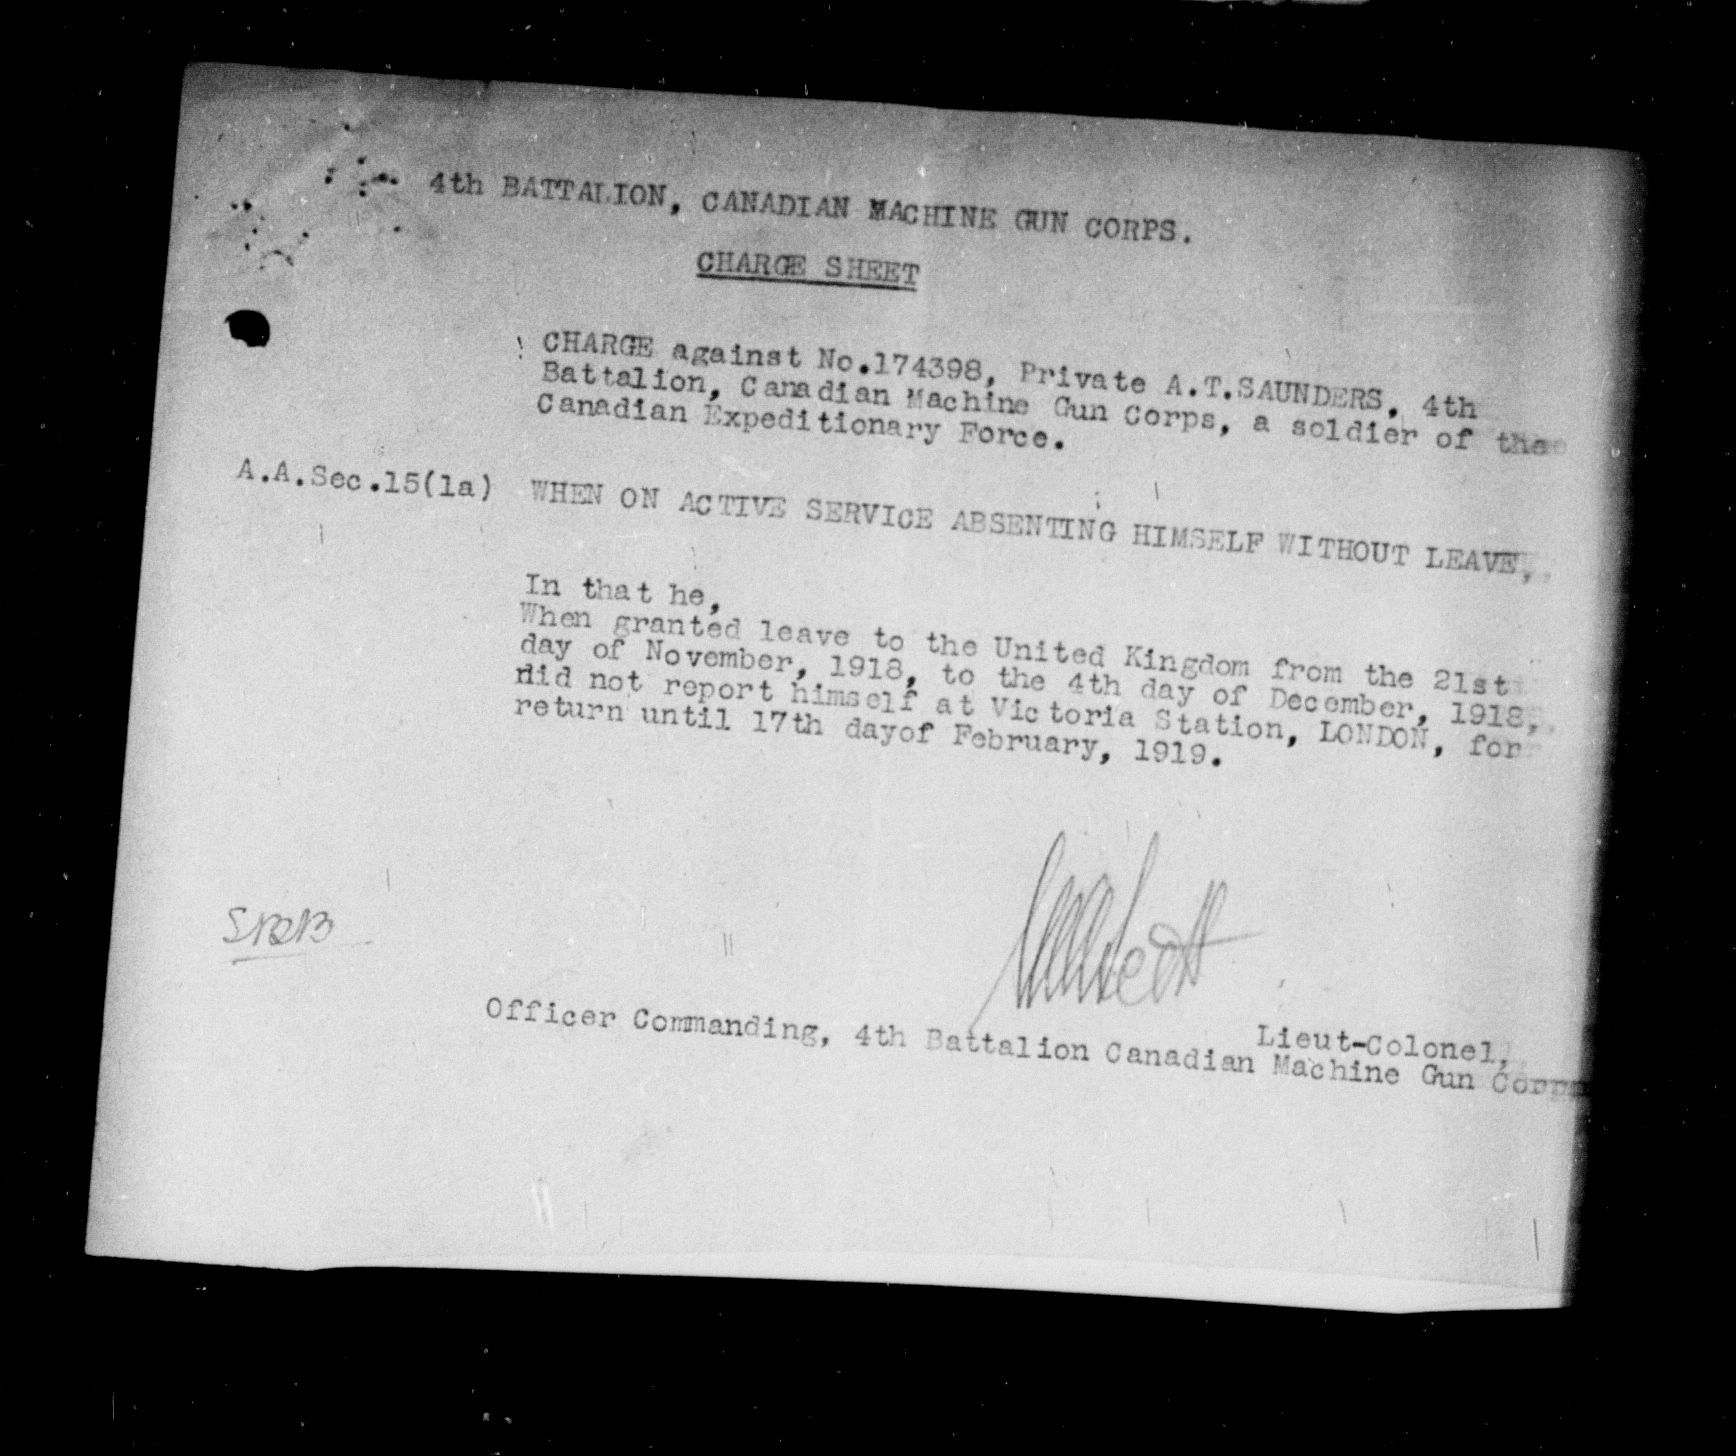 4th BATTALION, CANADIAN MACHINE GUN CORPS.
CHARGE SHEET
CHARGE against No.174398, Private A.T.SAUNDERS, 4th
Battalion, Canadian Machine Gun Corps, a soldier of the
Canadian Expeditionary Force.
A.A.Sec.15(1a) WHEN ON ACTIVE SERVICE ABSENTING HIMSELF WITHOUT LEAVE,
In that he,
When granted leave to the United Kingdom from the 21st
day of November, 1918, to the 4th day of December, 1918,
did not report himself at Victoria Station, LONDON, for
return until 17th dayof February, 1919.
Lieut-Colonel,
Officer Commanding, 4th Battalion Canadian Machine Gun Corps